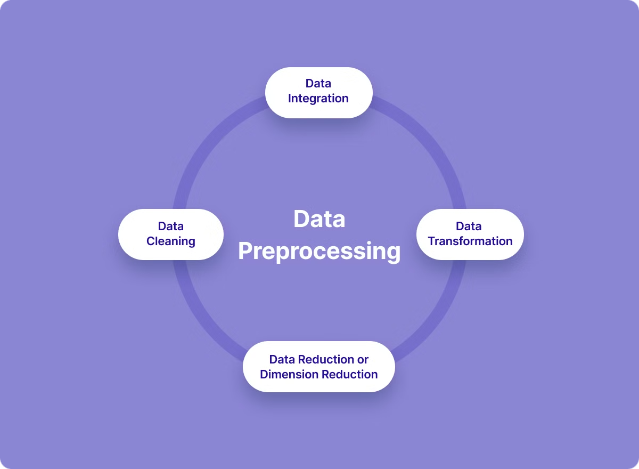 Data
Integration
Data
Cleaning
Data
Preprocessing
Data
Transformation
Data Reduction or
Dimension Reduction